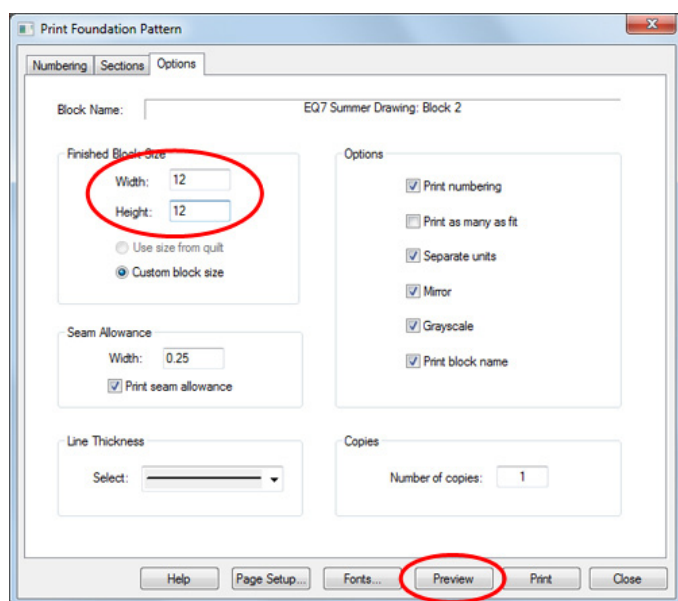 Print Foundation Pattern
Numbering Sections Options
Block Name: EQ7 Summer Drawing: Block 2
Finished Block Size
Width: 12
Height: 12
Use size from quilt
Custom block size
Options
Print numbering
Print as many as fit
Separate units
Mirror
Grayscale
Print block name
Seam Allowance
Width: 0.25
Print seam allowance
Line Thickness
Select:
Copies
Number of copies: 1
Help Page Setup... Fonts... Preview Print Close